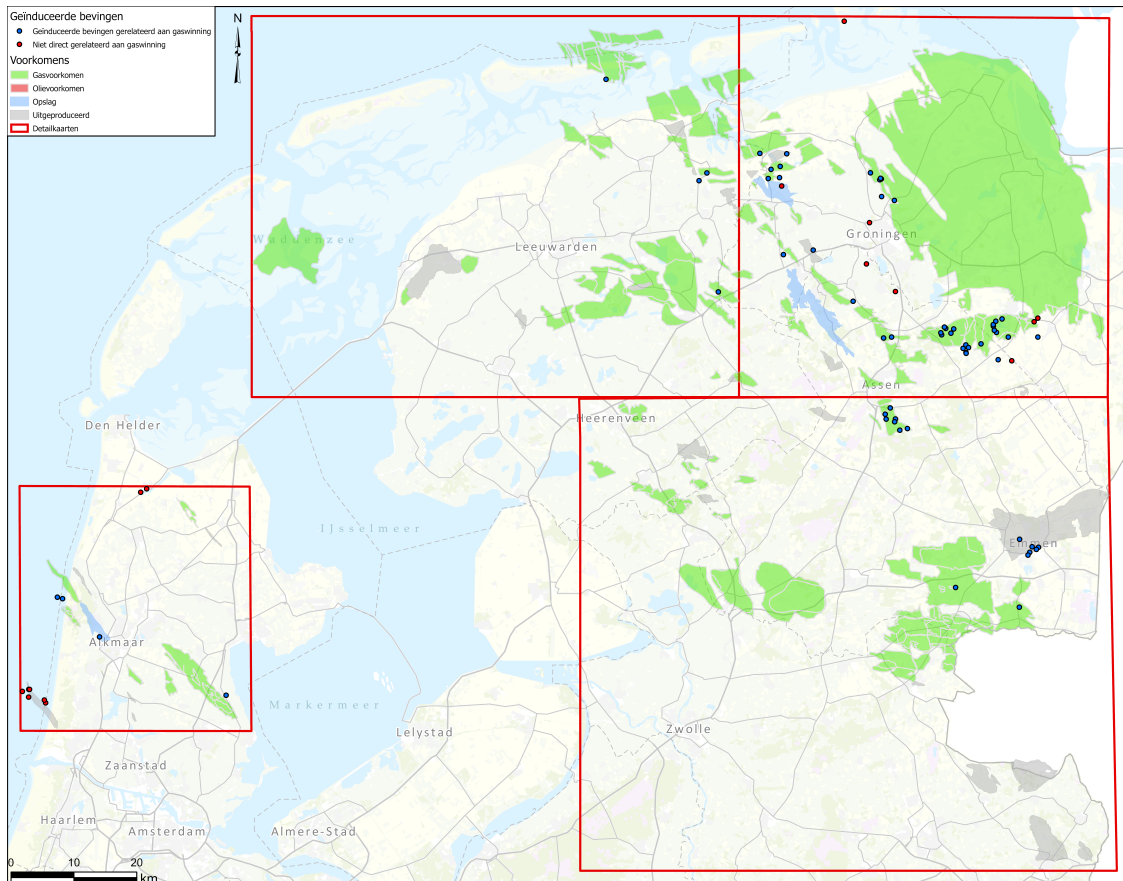 Geïnduceerde bevingen
Geïnduceerde bevingen gerelateerd aan gaswinning
Niet direct gerelateerd aan gaswinning
Voorkomens
Gasvoorkomen
Olievoorkomen
Opslag
Uitgeproduceerd
Detailkaarten
N
Waddenzee
Leeuwarden
Groningen
Assen
Heerenveen
Den Helder
IJsselmeer
Emmen
Alkmaar
Markermeer
Lelystad
Zwolle
Zaanstad
Haarlem
Amsterdam
Almere-Stad
0 10 20
km